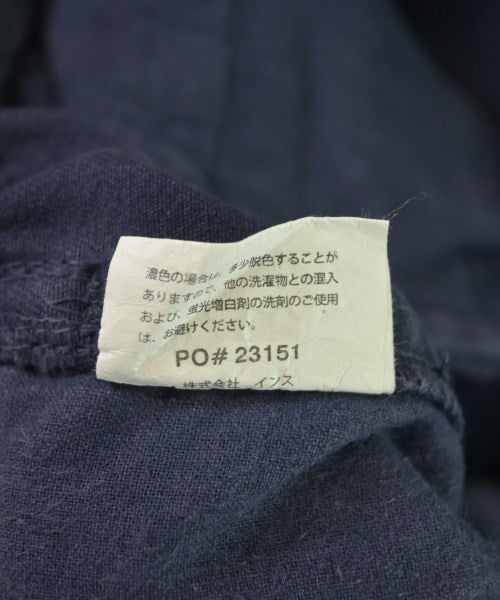 濃色の場合は、多少脱色することが
ありますので、他の洗濯物との混入
および、蛍光増白剤の洗剤のご使用
は、お避けください。
PO# 23151
株式会社 インス